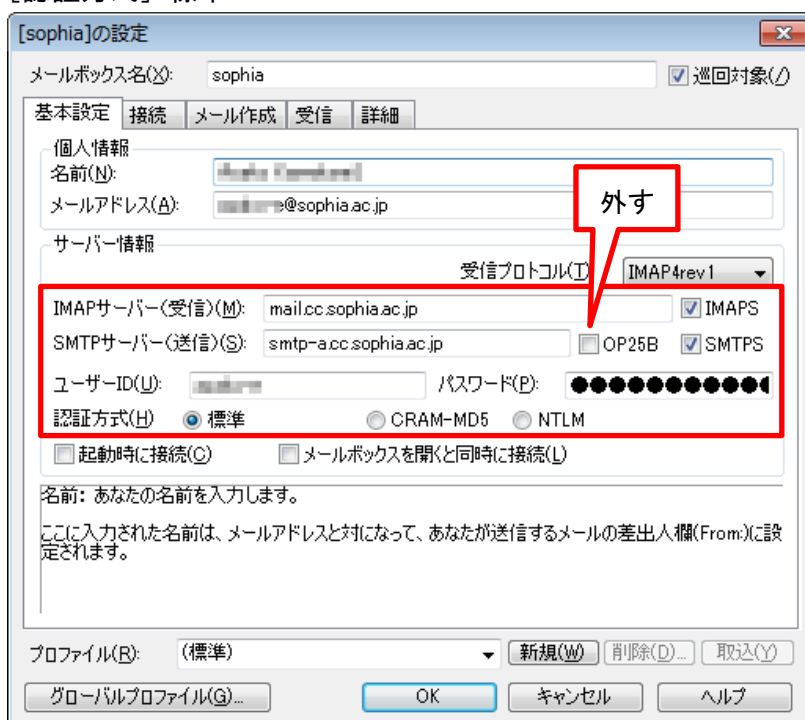 [sophia]の設定
メールボックス名(X): sophia 巡回対象(/)
基本設定 接続 メール作成 受信 詳細
個人情報
名前(N):
メールアドレス(A): e@sophia.ac.jp
外す
サーバー情報
受信プロトコル(T) IMAP4rev1
IMAPサーバー(受信)(M): mail.cc.sophia.ac.jp IMAPS
SMTPサーバー(送信)(S): smtp-a.cc.sophia.ac.jp OP25B SMTPS
ユーザーID(U): パスワード(P): ●●●●●●●●●●●●
認証方式(H) 標準 CRAM-MD5 NTLM
起動時に接続(C) メールボックスを開くと同時に接続(L)
名前: あなたの名前を入力します。
ここに入力された名前は、メールアドレスと対になって、あなたが送信するメールの差出人欄(From:)に設
定されます。
プロファイル(R): (標準) 新規(W) 削除(D)... 取込(Y)
グローバルプロファイル(G)... OK キャンセル ヘルプ